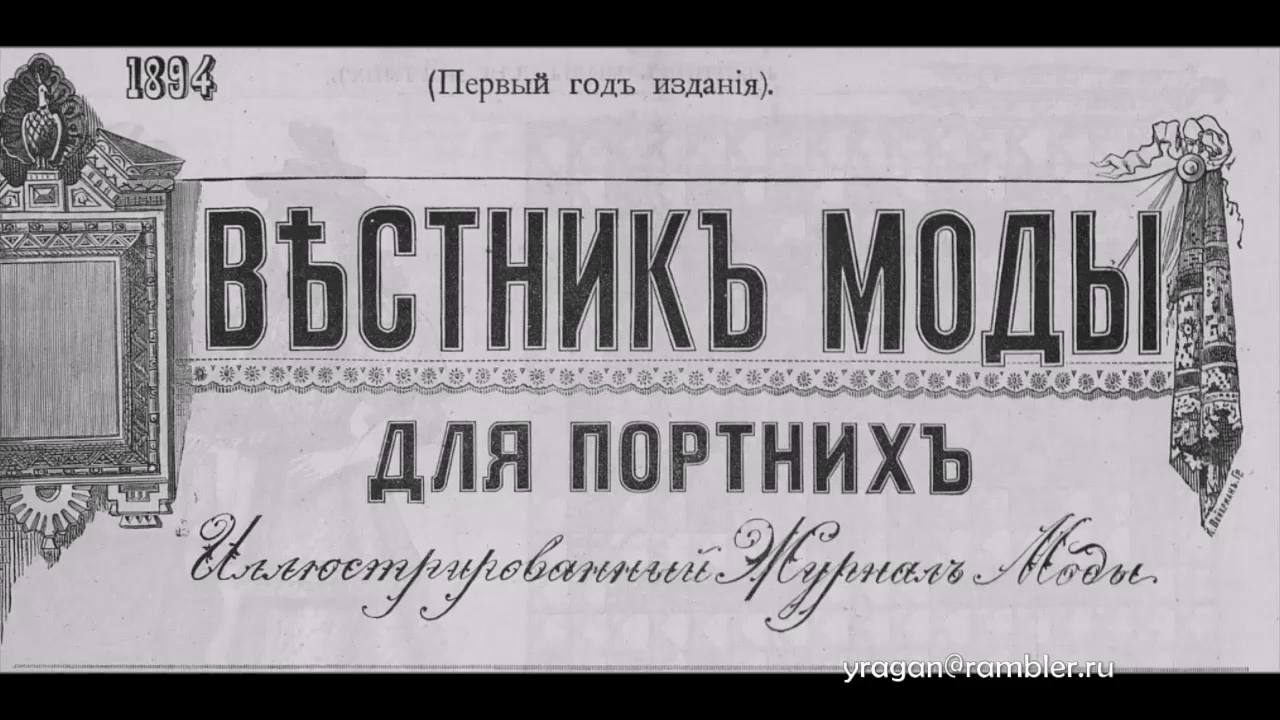 1894
(Первый годъ изданія).
ВѢСТНИКЪ МОДЫ
ДЛЯ ПОРТНИХЪ
Иллюстрированный Журналъ Моды.
yragan@rambler.ru